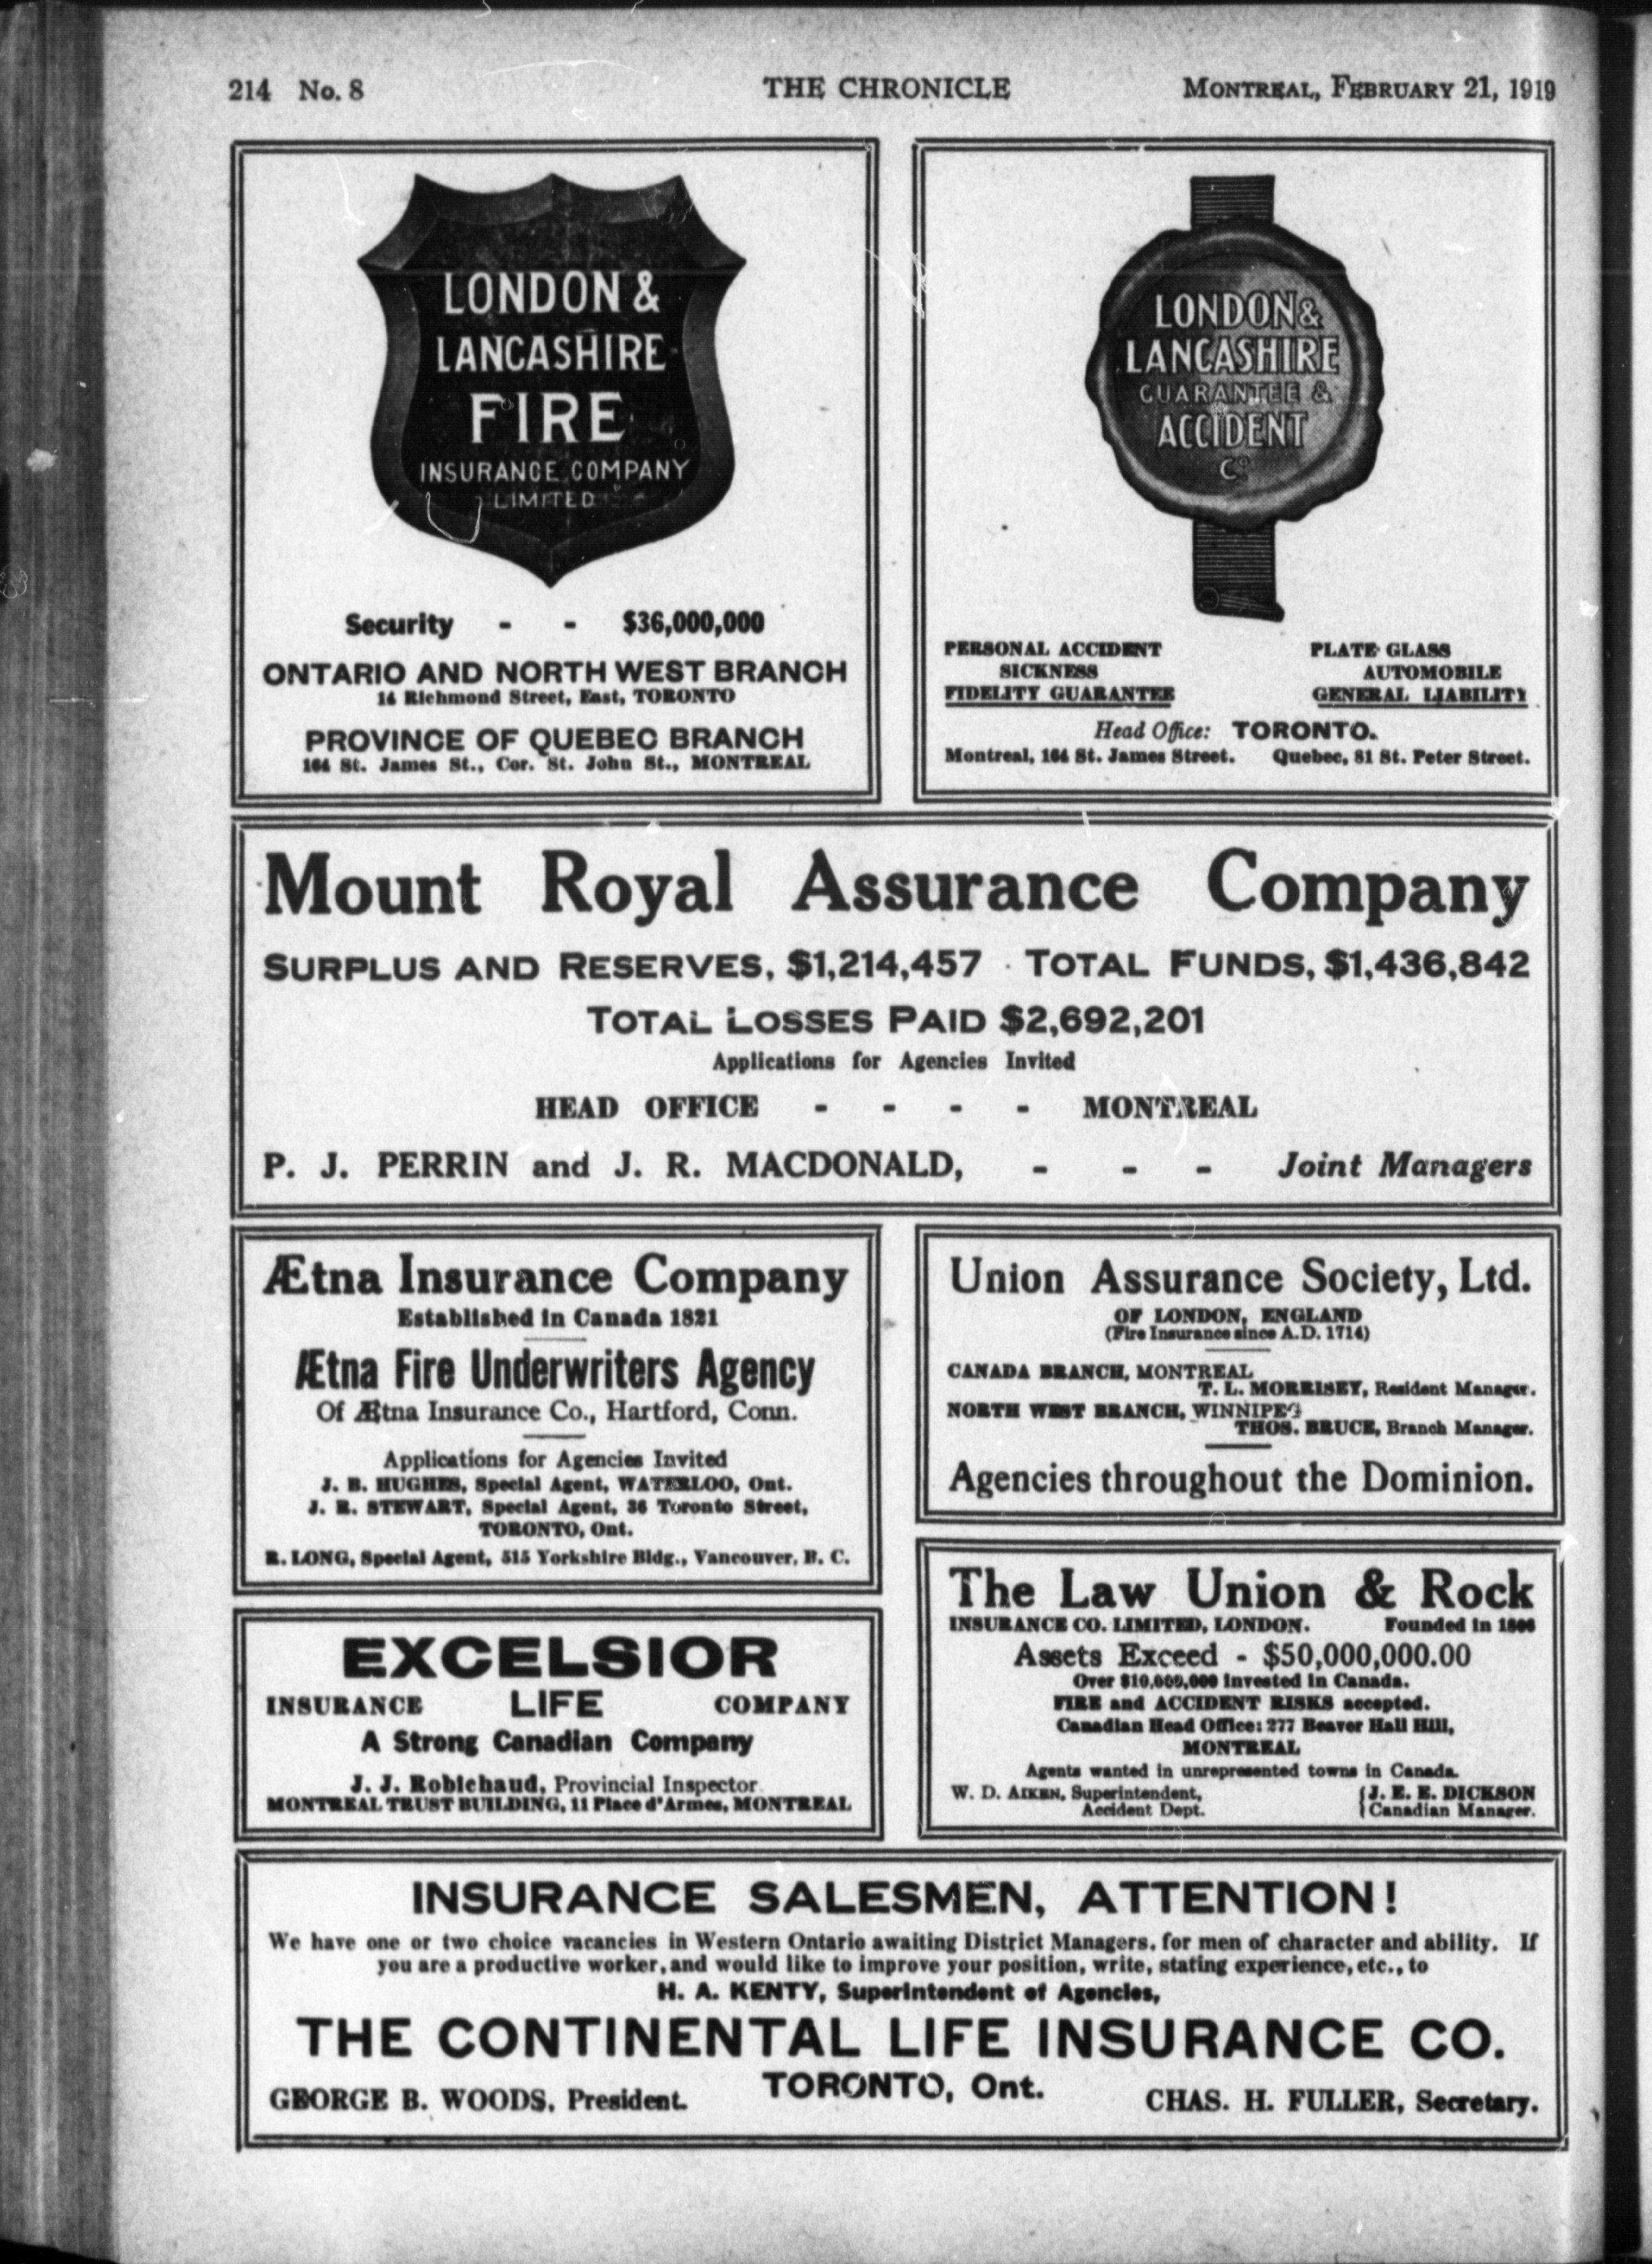 214 No. 8
THE CHRONICLE
MONTREAL, FEBRUARY 21, 1919
LONDON &
LANCASHIRE
FIRE
INSURANCE COMPANY
LIMITED
Security - - $36,000,000
ONTARIO AND NORTH WEST BRANCH
14 Richmond Street, East, TORONTO
PROVINCE OF QUEBEC BRANCH
164 St. James St., Cor. St. John St., MONTREAL
LONDON &
LANCASHIRE
GUARANTEE &
ACCIDENT
Co
PERSONAL ACCIDENT
SICKNESS
FIDELITY GUARANTEE
PLATE GLASS
AUTOMOBILE
GENERAL LIABILITY
Head Office: TORONTO.
Montreal, 164 St. James Street. Quebec, 81 St. Peter Street.
Mount Royal Assurance Company
SURPLUS AND RESERVES, $1,214,457 TOTAL FUNDS, $1,436,842
TOTAL LOSSES PAID $2,692,201
Applications for Agencies Invited
HEAD OFFICE - - - - MONTREAL
P. J. PERRIN and J. R. MACDONALD, - - - Joint Managers
Ætna Insurance Company
Established in Canada 1821
Ætna Fire Underwriters Agency
Of Ætna Insurance Co., Hartford, Conn.
Applications for Agencies Invited
J. B. HUGHES, Special Agent, WATERLOO, Ont.
J. R. STEWART, Special Agent, 36 Toronto Street,
TORONTO, Ont.
R. LONG, Special Agent, 515 Yorkshire Bldg., Vancouver, B. C.
EXCELSIOR
INSURANCE LIFE COMPANY
A Strong Canadian Company
J. J. Robichaud, Provincial Inspector
MONTREAL TRUST BUILDING, 11 Place d'Armes, MONTREAL
Union Assurance Society, Ltd.
OF LONDON, ENGLAND
(Fire Insurance since A.D. 1714)
CANADA BRANCH, MONTREAL
T. L. MORRISEY, Resident Manager.
NORTH WEST BRANCH, WINNIPEG
THOS. BRUCE, Branch Manager.
Agencies throughout the Dominion.
The Law Union & Rock
INSURANCE CO. LIMITED, LONDON. Founded in 1806
Assets Exceed - $50,000,000.00
Over $10,000,000 invested in Canada.
FIRE and ACCIDENT RISKS accepted.
Canadian Head Office: 277 Beaver Hall Hill,
MONTREAL
Agents wanted in unrepresented towns in Canada.
W. D. AIKEN, Superintendent,
Accident Dept.
J. E. E. DICKSON
Canadian Manager.
INSURANCE SALESMEN, ATTENTION!
We have one or two choice vacancies in Western Ontario awaiting District Managers, for men of character and ability. If
you are a productive worker, and would like to improve your position, write, stating experience, etc., to
H. A. KENTY, Superintendent of Agencies,
THE CONTINENTAL LIFE INSURANCE CO.
TORONTO, Ont.
GEORGE B. WOODS, President.
CHAS. H. FULLER, Secretary.